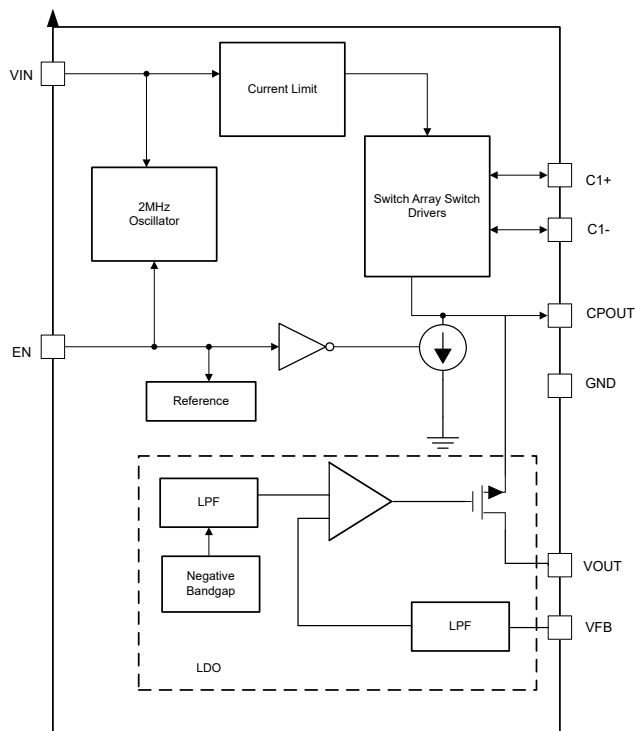 VIN
Current Limit
2MHz
Oscillator
Switch Array Switch
Drivers
C1+
C1-
CPOUT
EN
GND
Reference
LPF
Negative
Bandgap
VOUT
LPF
VFB
LDO